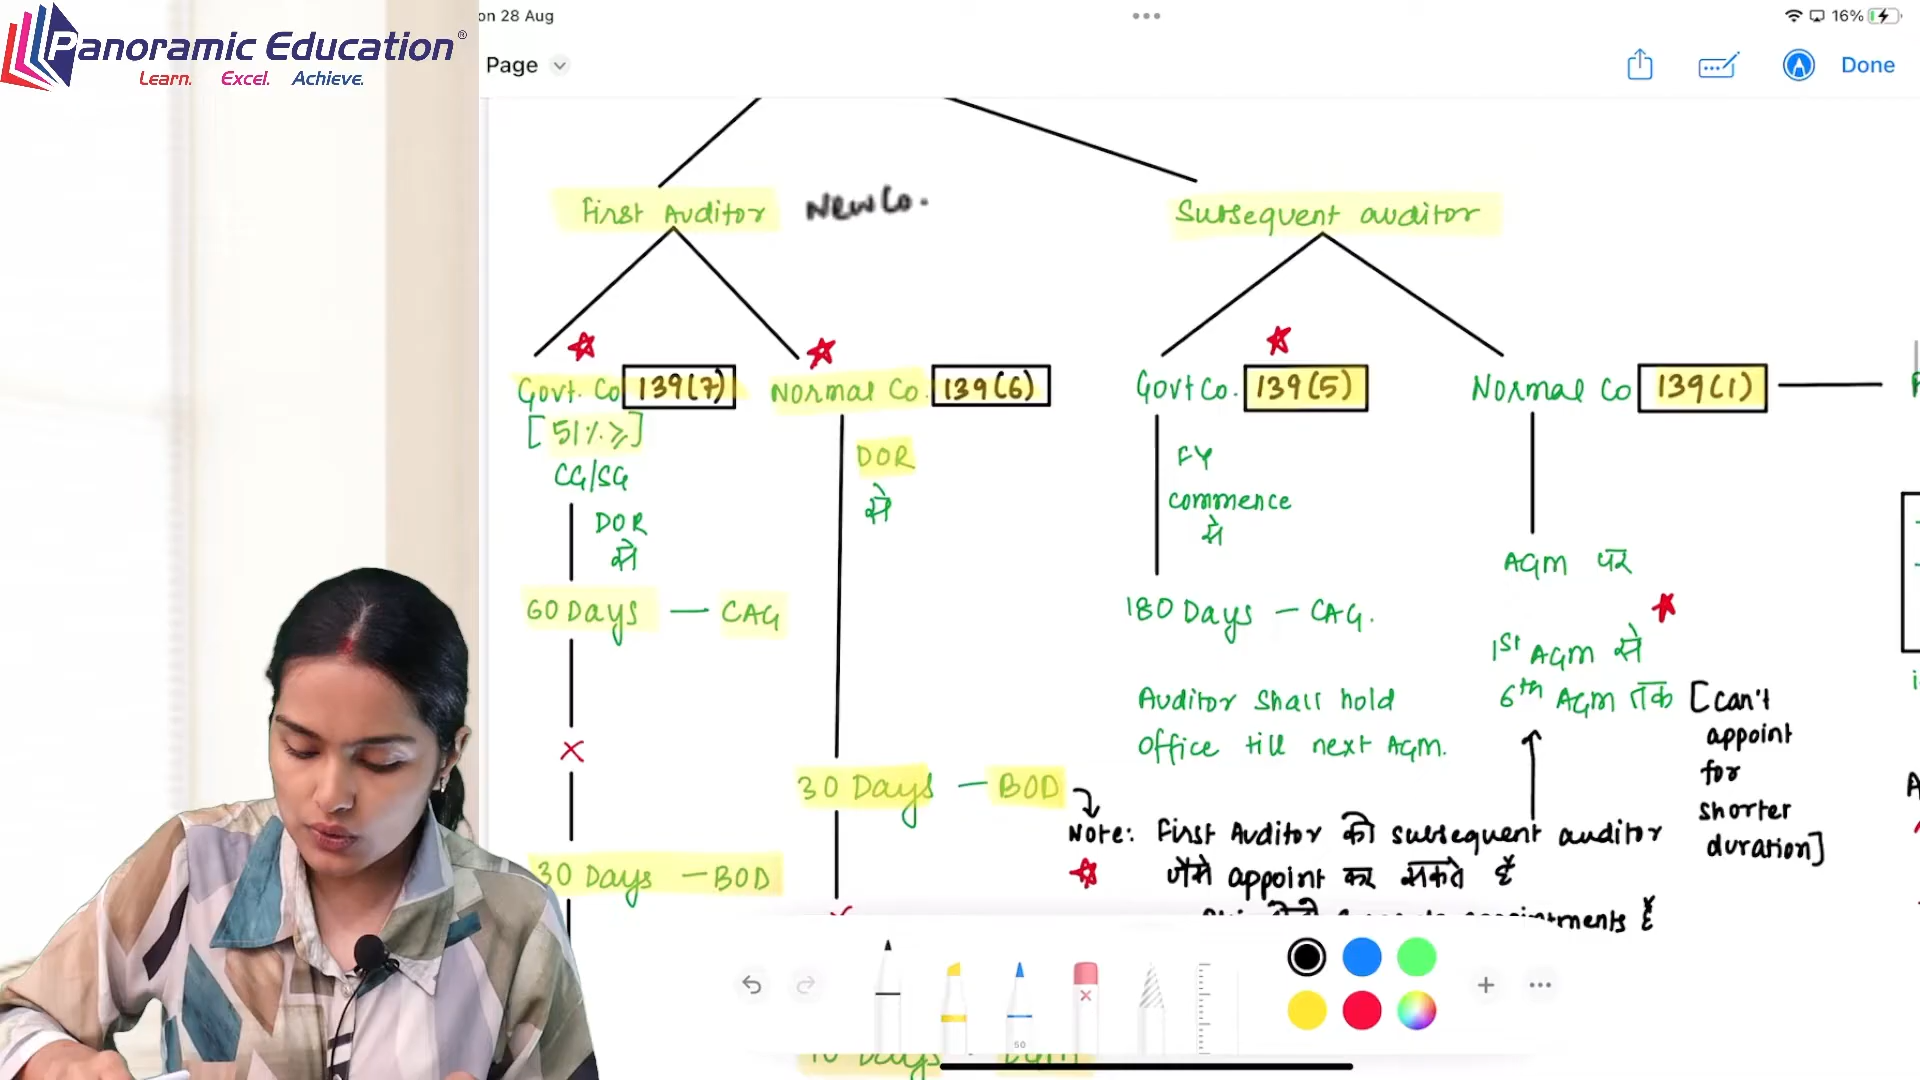 Panoramic Education®
Learn. Excel. Achieve.
on 28 Aug
16%
Page
Done
First Auditor
New Co.
Subsequent auditor
Govt. Co 139(7)
[51%≥]
CG/SG
DOR
से
60 Days — CAG
×
30 Days — BOD
Normal Co. 139(6)
DOR
से
30 Days — BOD
Govt Co. 139(5)
FY
commence
से
180 Days — CAG.
Auditor shall hold
office till next AGM.
Normal Co 139(1)
AGM पर
1st AGM से
6th AGM तक
[can't
appoint
for
shorter
duration]
Note: First Auditor को subsequent auditor
जैसे appoint कर सकते हैं
50